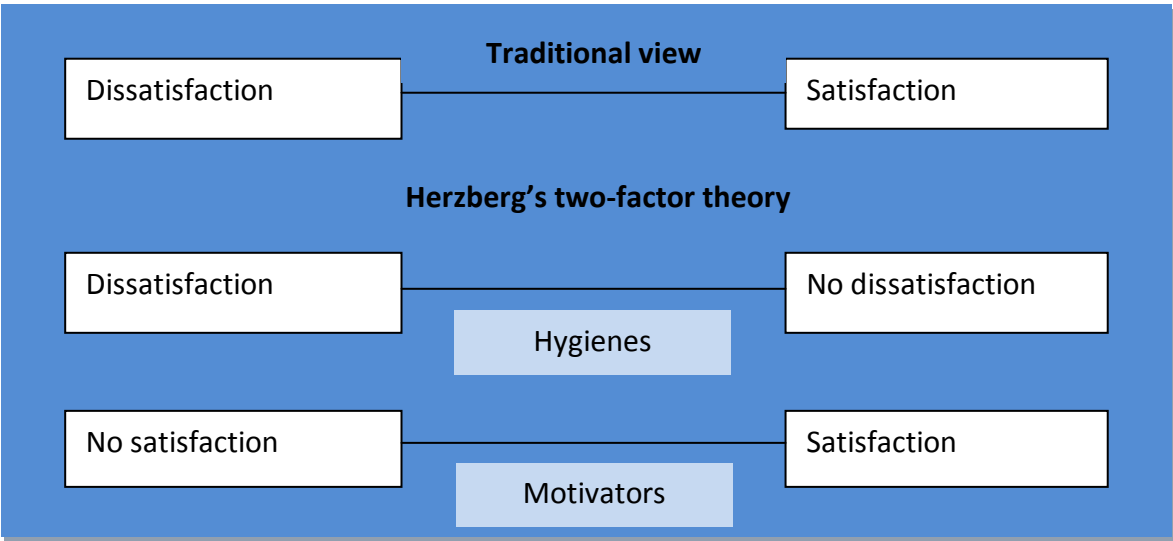 Traditional view
Dissatisfaction
Satisfaction
Herzberg’s two-factor theory
Dissatisfaction
No dissatisfaction
Hygienes
No satisfaction
Satisfaction
Motivators